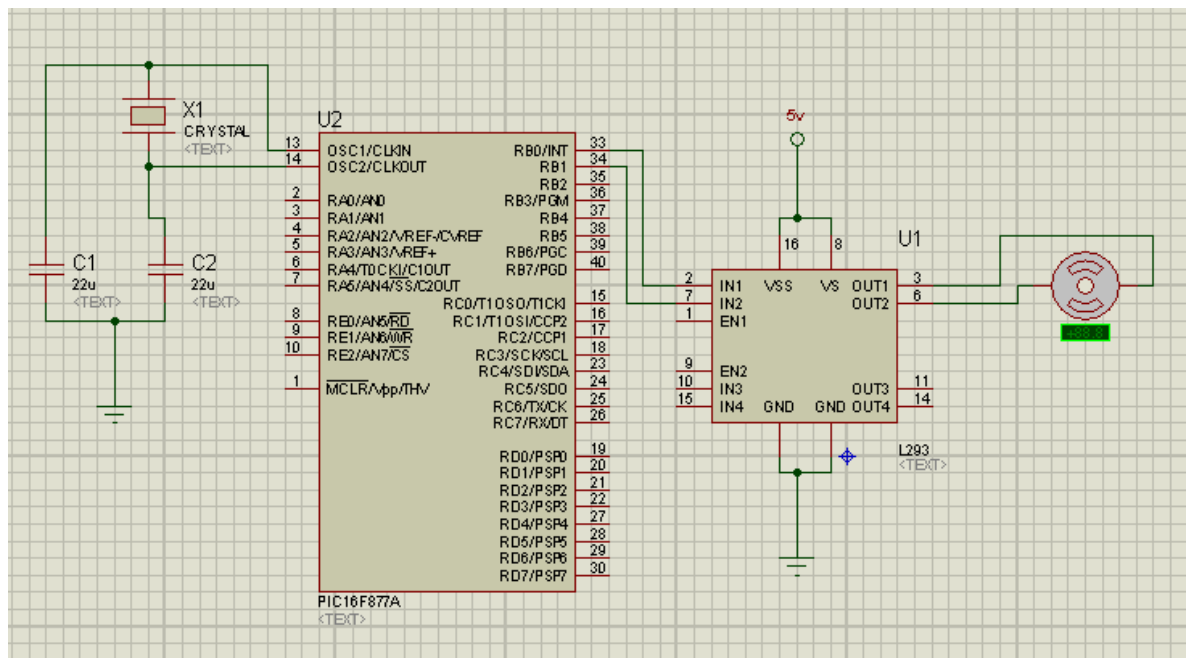 X1
CRYSTAL
<TEXT>
C1
22u
<TEXT>
C2
22u
<TEXT>
U2
13 OSC1/CLKIN RB0/INT 33
14 OSC2/CLKOUT RB1 34
RB2 35
2 RA0/AN0 RB3/PGM 36
3 RA1/AN1 RB4 37
4 RA2/AN2/VREF-/CVREF RB5 38
5 RA3/AN3/VREF+ RB6/PGC 39
6 RA4/T0CKI/C1OUT RB7/PGD 40
7 RA5/AN4/SS/C2OUT
RC0/T1OSO/T1CKI 15
8 RE0/AN5/RD RC1/T1OSI/CCP2 16
9 RE1/AN6/WR RC2/CCP1 17
10 RE2/AN7/CS RC3/SCK/SCL 18
RC4/SDI/SDA 23
1 MCLR/Vpp/THV RC5/SDO 24
RC6/TX/CK 25
RC7/RX/DT 26
RD0/PSP0 19
RD1/PSP1 20
RD2/PSP2 21
RD3/PSP3 22
RD4/PSP4 27
RD5/PSP5 28
RD6/PSP6 29
RD7/PSP7 30
PIC16F877A
<TEXT>
5v
16 8
U1
2 IN1 VSS VS OUT1 3
7 IN2 OUT2 6
1 EN1
9 EN2
10 IN3 OUT3 11
15 IN4 GND GND OUT4 14
L293
<TEXT>